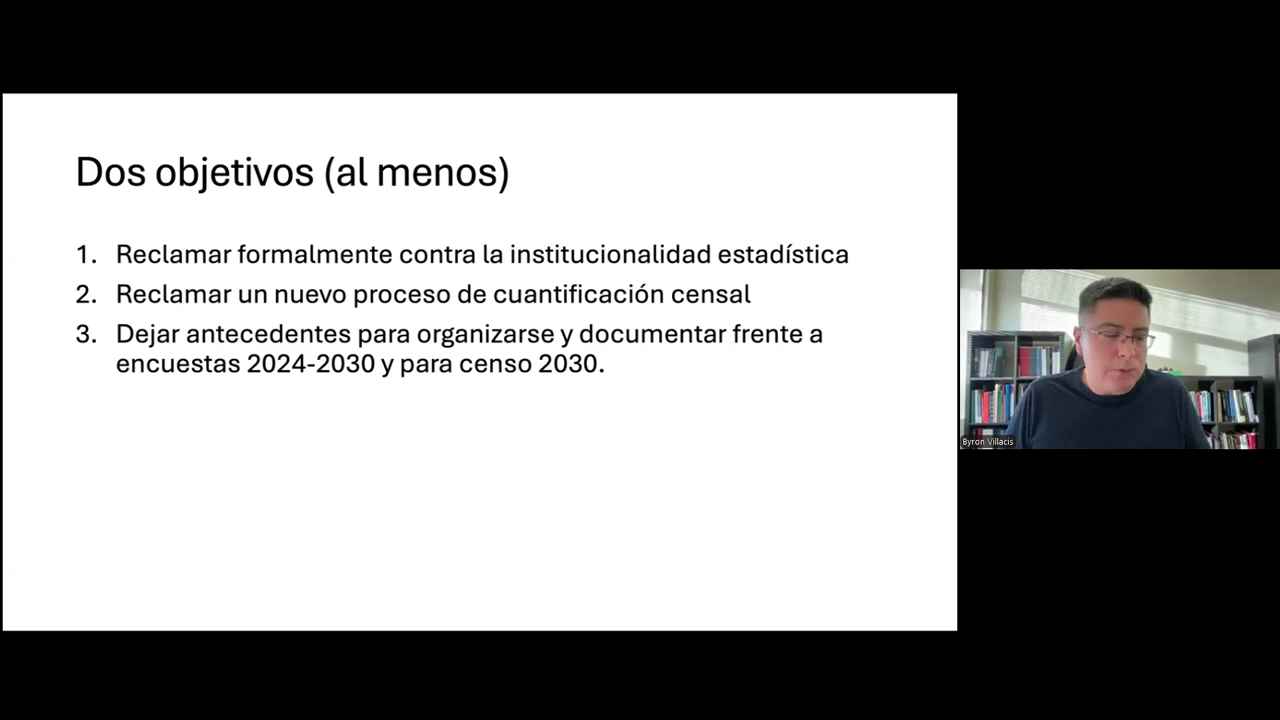 Dos objetivos (al menos)
1. Reclamar formalmente contra la institucionalidad estadística
2. Reclamar un nuevo proceso de cuantificación censal
3. Dejar antecedentes para organizarse y documentar frente a
encuestas 2024-2030 y para censo 2030.
Byron Villacis